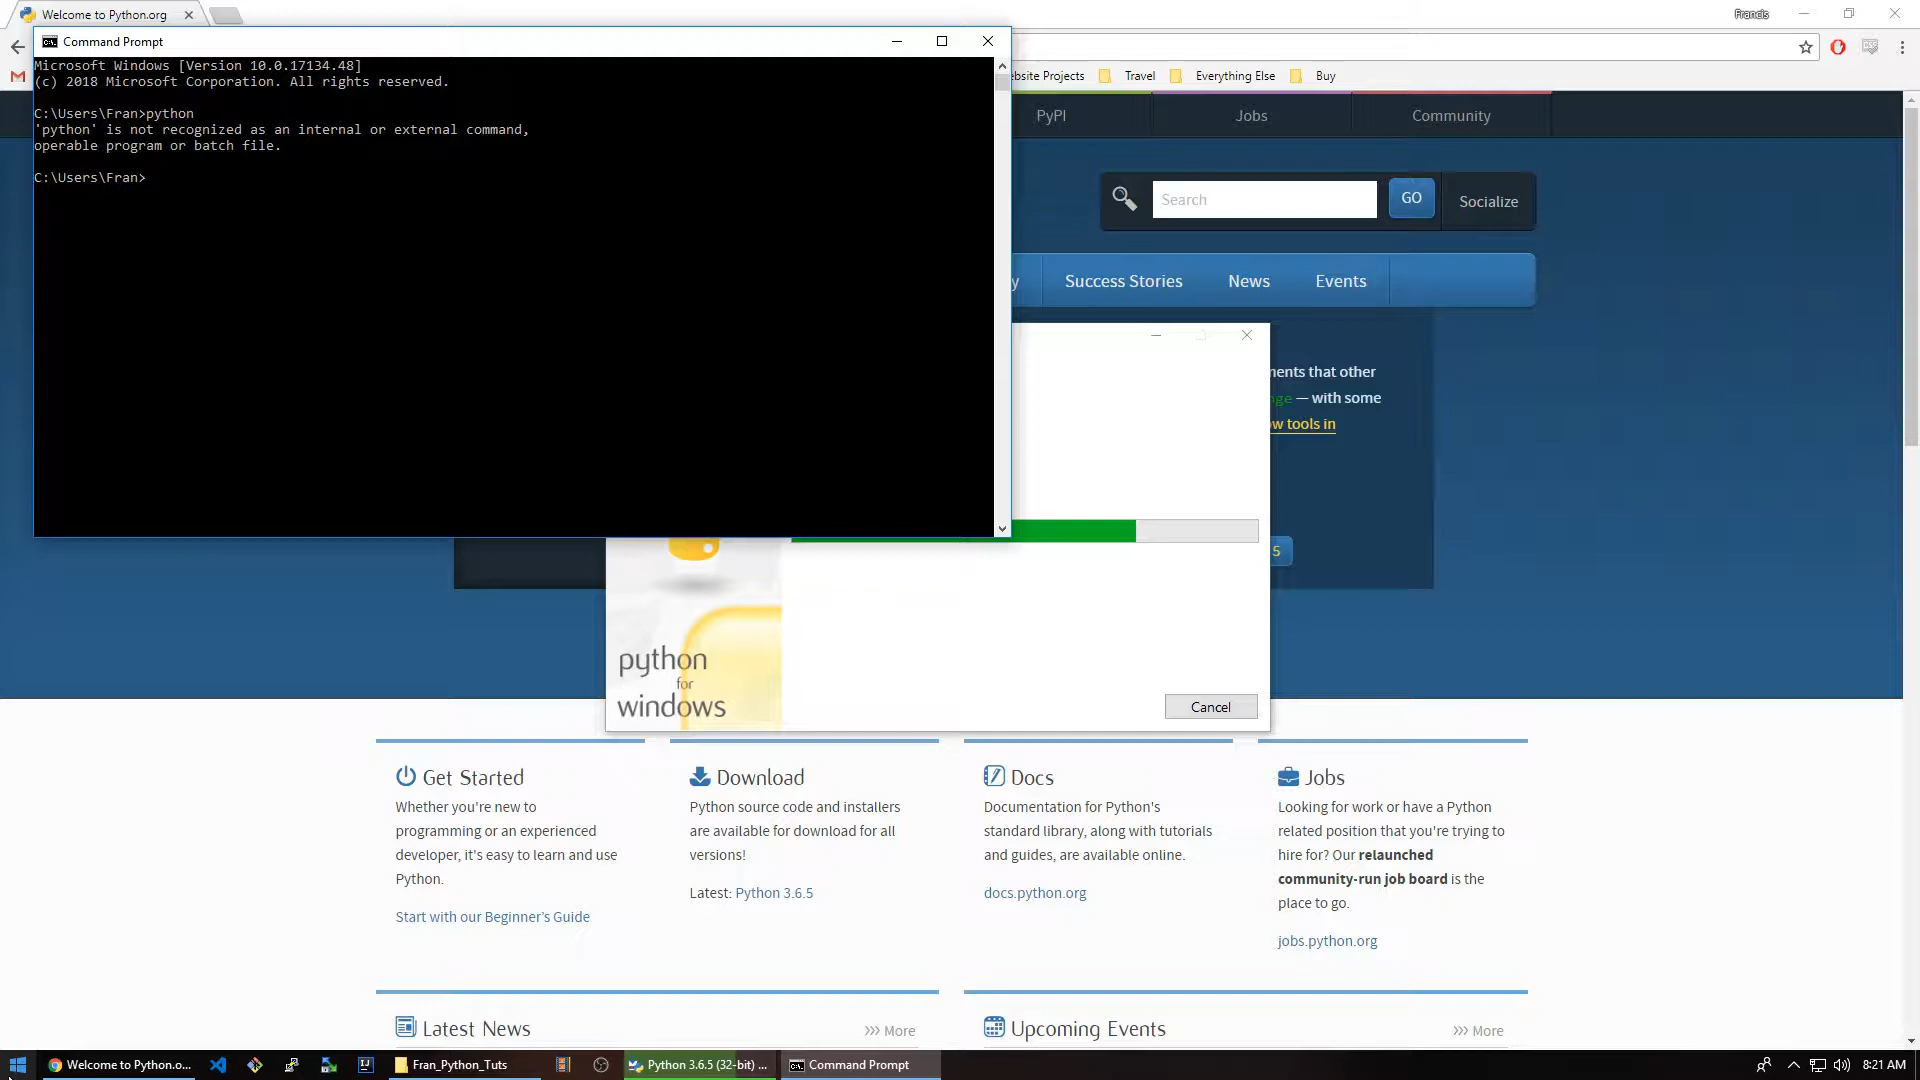 Welcome to Python.org
Francis
Command Prompt
Microsoft Windows [Version 10.0.17134.48]
(c) 2018 Microsoft Corporation. All rights reserved.
C:\Users\Fran>python
'python' is not recognized as an internal or external command,
operable program or batch file.
C:\Users\Fran>
ebsite Projects
Travel
Everything Else
Buy
PyPI
Jobs
Community
Search
GO
Socialize
y
Success Stories
News
Events
nents that other
nge — with some
ow tools in
5
python
for
windows
Cancel
Get Started
Whether you're new to
programming or an experienced
developer, it's easy to learn and use
Python.
Start with our Beginner's Guide
Download
Python source code and installers
are available for download for all
versions!
Latest: Python 3.6.5
Docs
Documentation for Python's
standard library, along with tutorials
and guides, are available online.
docs.python.org
Jobs
Looking for work or have a Python
related position that you're trying to
hire for? Our relaunched
community-run job board is the
place to go.
jobs.python.org
Latest News
>>> More
Upcoming Events
>>> More
Welcome to Python.o...
Fran_Python_Tuts
Python 3.6.5 (32-bit) ...
Command Prompt
8:21 AM